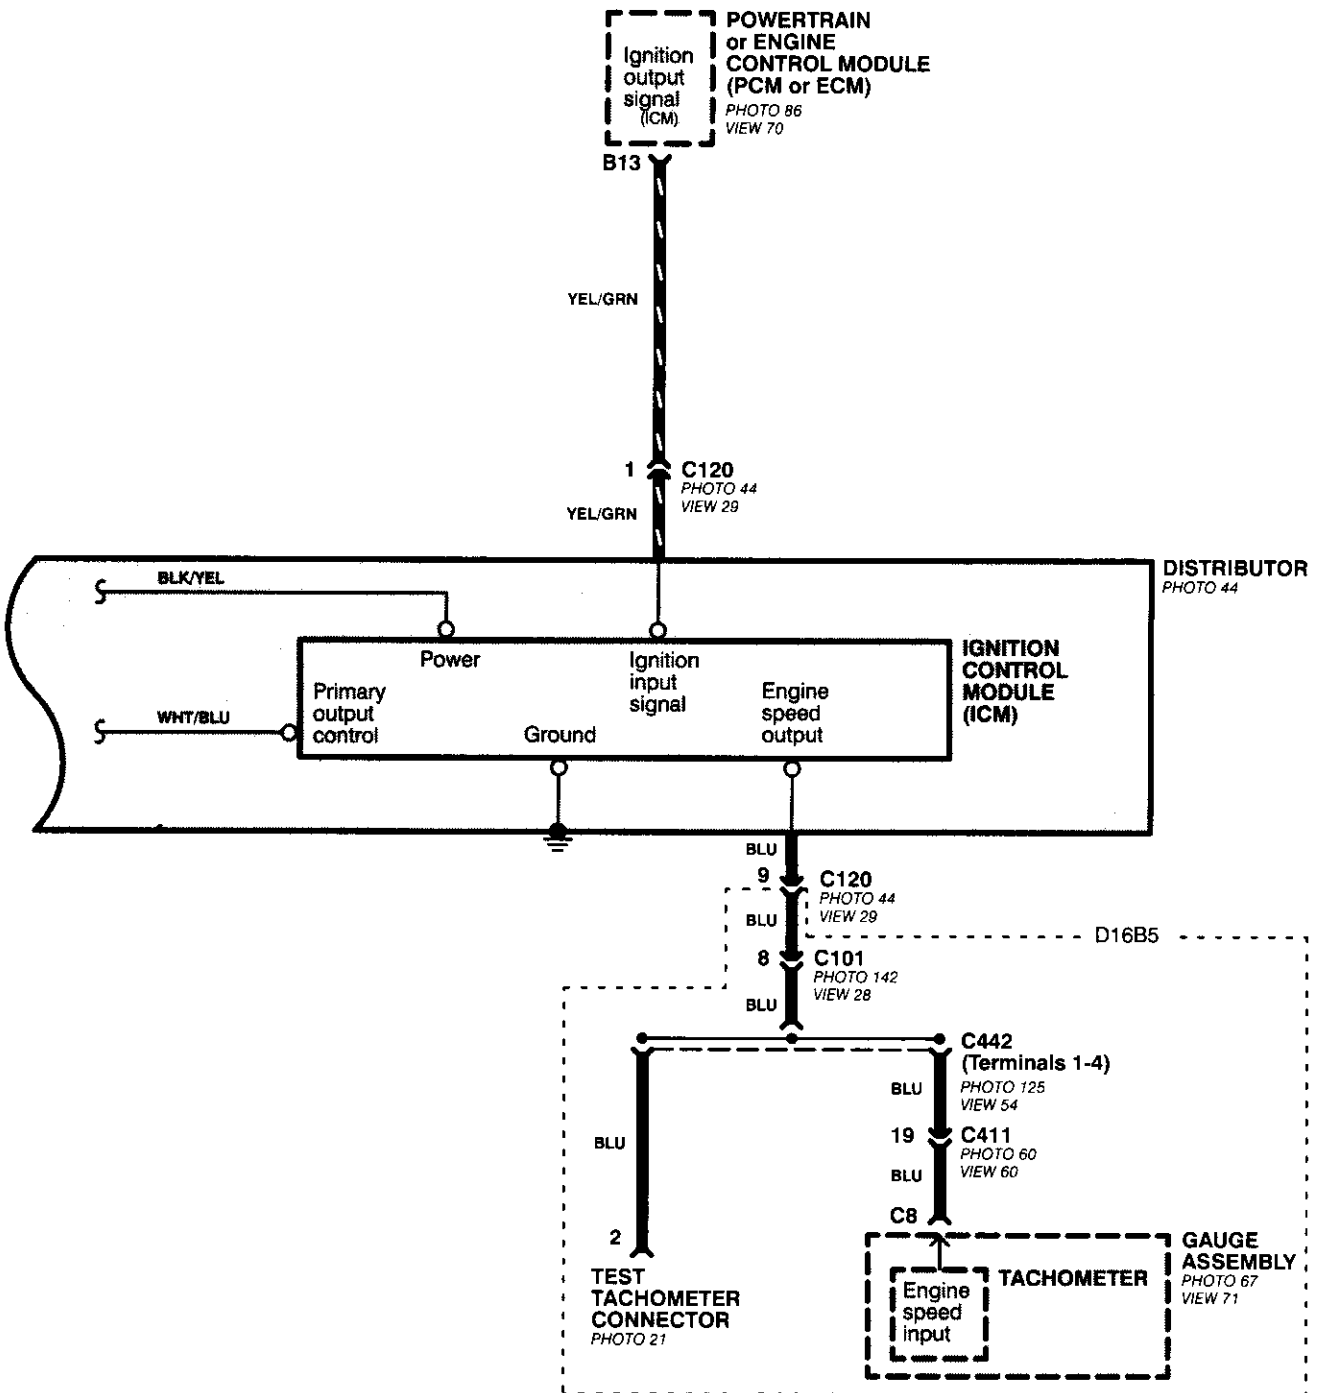 Ignition
output
signal
(ICM)
POWERTRAIN
or ENGINE
CONTROL MODULE
(PCM or ECM)
PHOTO 86
VIEW 70
B13
YEL/GRN
1
C120
PHOTO 44
VIEW 29
YEL/GRN
DISTRIBUTOR
PHOTO 44
BLK/YEL
WHT/BLU
Power
Ignition
input
signal
Primary
output
control
Ground
Engine
speed
output
IGNITION
CONTROL
MODULE
(ICM)
BLU
9
C120
PHOTO 44
VIEW 29
BLU
D16B5
8
C101
PHOTO 142
VIEW 28
BLU
C442
(Terminals 1-4)
PHOTO 125
VIEW 54
BLU
19
C411
PHOTO 60
VIEW 60
BLU
BLU
C8
2
TEST
TACHOMETER
CONNECTOR
PHOTO 21
GAUGE
ASSEMBLY
PHOTO 67
VIEW 71
TACHOMETER
Engine
speed
input